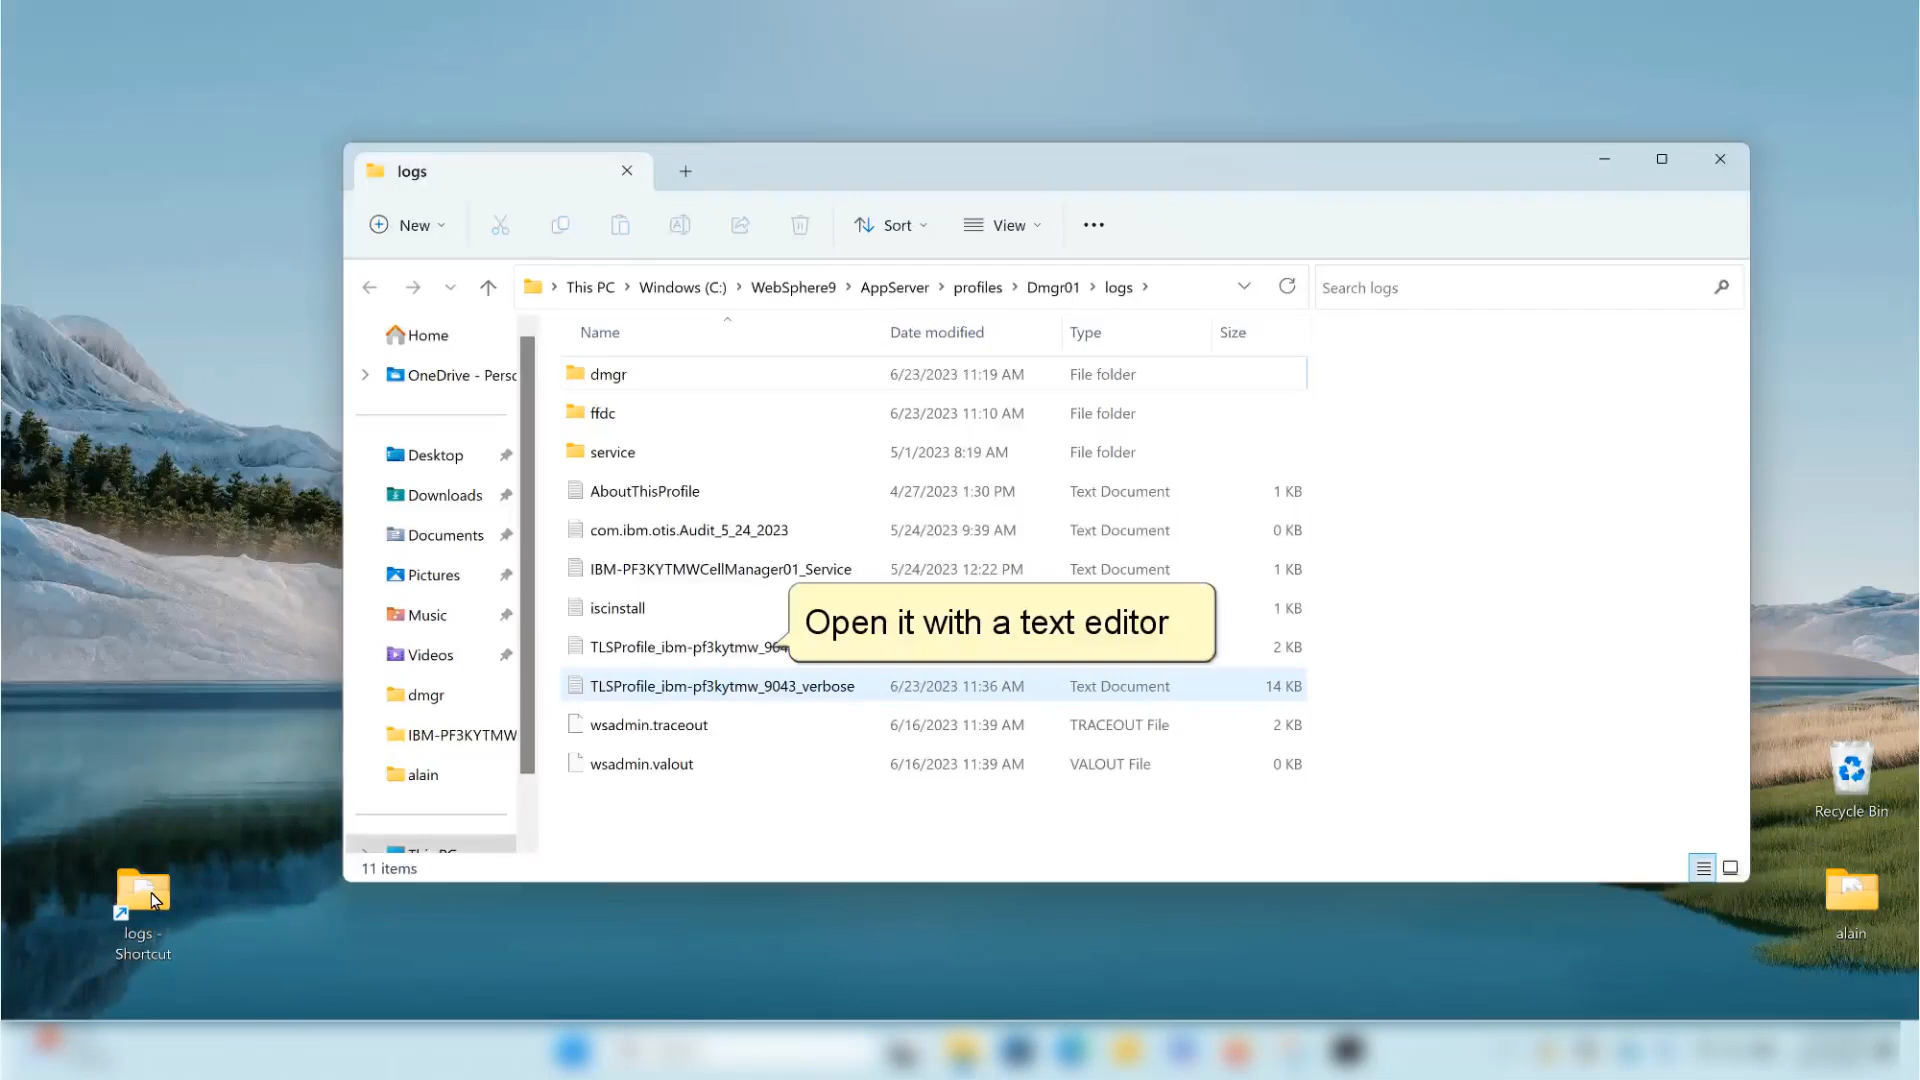 logs
New
Sort
View
This PC
Windows (C:)
WebSphere9
AppServer
profiles
Dmgr01
logs
Search logs
Home
OneDrive - Perso
Desktop
Downloads
Documents
Pictures
Music
Videos
dmgr
IBM-PF3KYTMW
alain
This PC
Name Date modified Type Size
dmgr 6/23/2023 11:19 AM File folder
ffdc 6/23/2023 11:10 AM File folder
service 5/1/2023 8:19 AM File folder
AboutThisProfile 4/27/2023 1:30 PM Text Document 1 KB
com.ibm.otis.Audit_5_24_2023 5/24/2023 9:39 AM Text Document 0 KB
IBM-PF3KYTMWCellManager01_Service 5/24/2023 12:22 PM Text Document 1 KB
iscinstall 1 KB
Open it with a text editor
TLSProfile_ibm-pf3kytmw_90 2 KB
TLSProfile_ibm-pf3kytmw_9043_verbose 6/23/2023 11:36 AM Text Document 14 KB
wsadmin.traceout 6/16/2023 11:39 AM TRACEOUT File 2 KB
wsadmin.valout 6/16/2023 11:39 AM VALOUT File 0 KB
11 items
logs -
Shortcut
Recycle Bin
alain